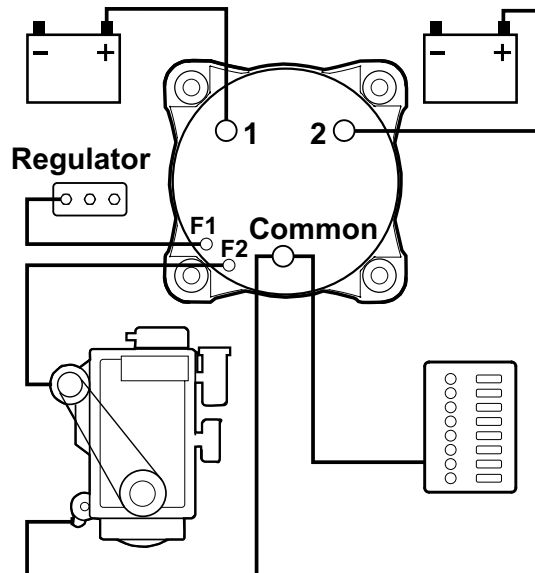 - +
- +
1 2
Regulator
F1
F2
Common